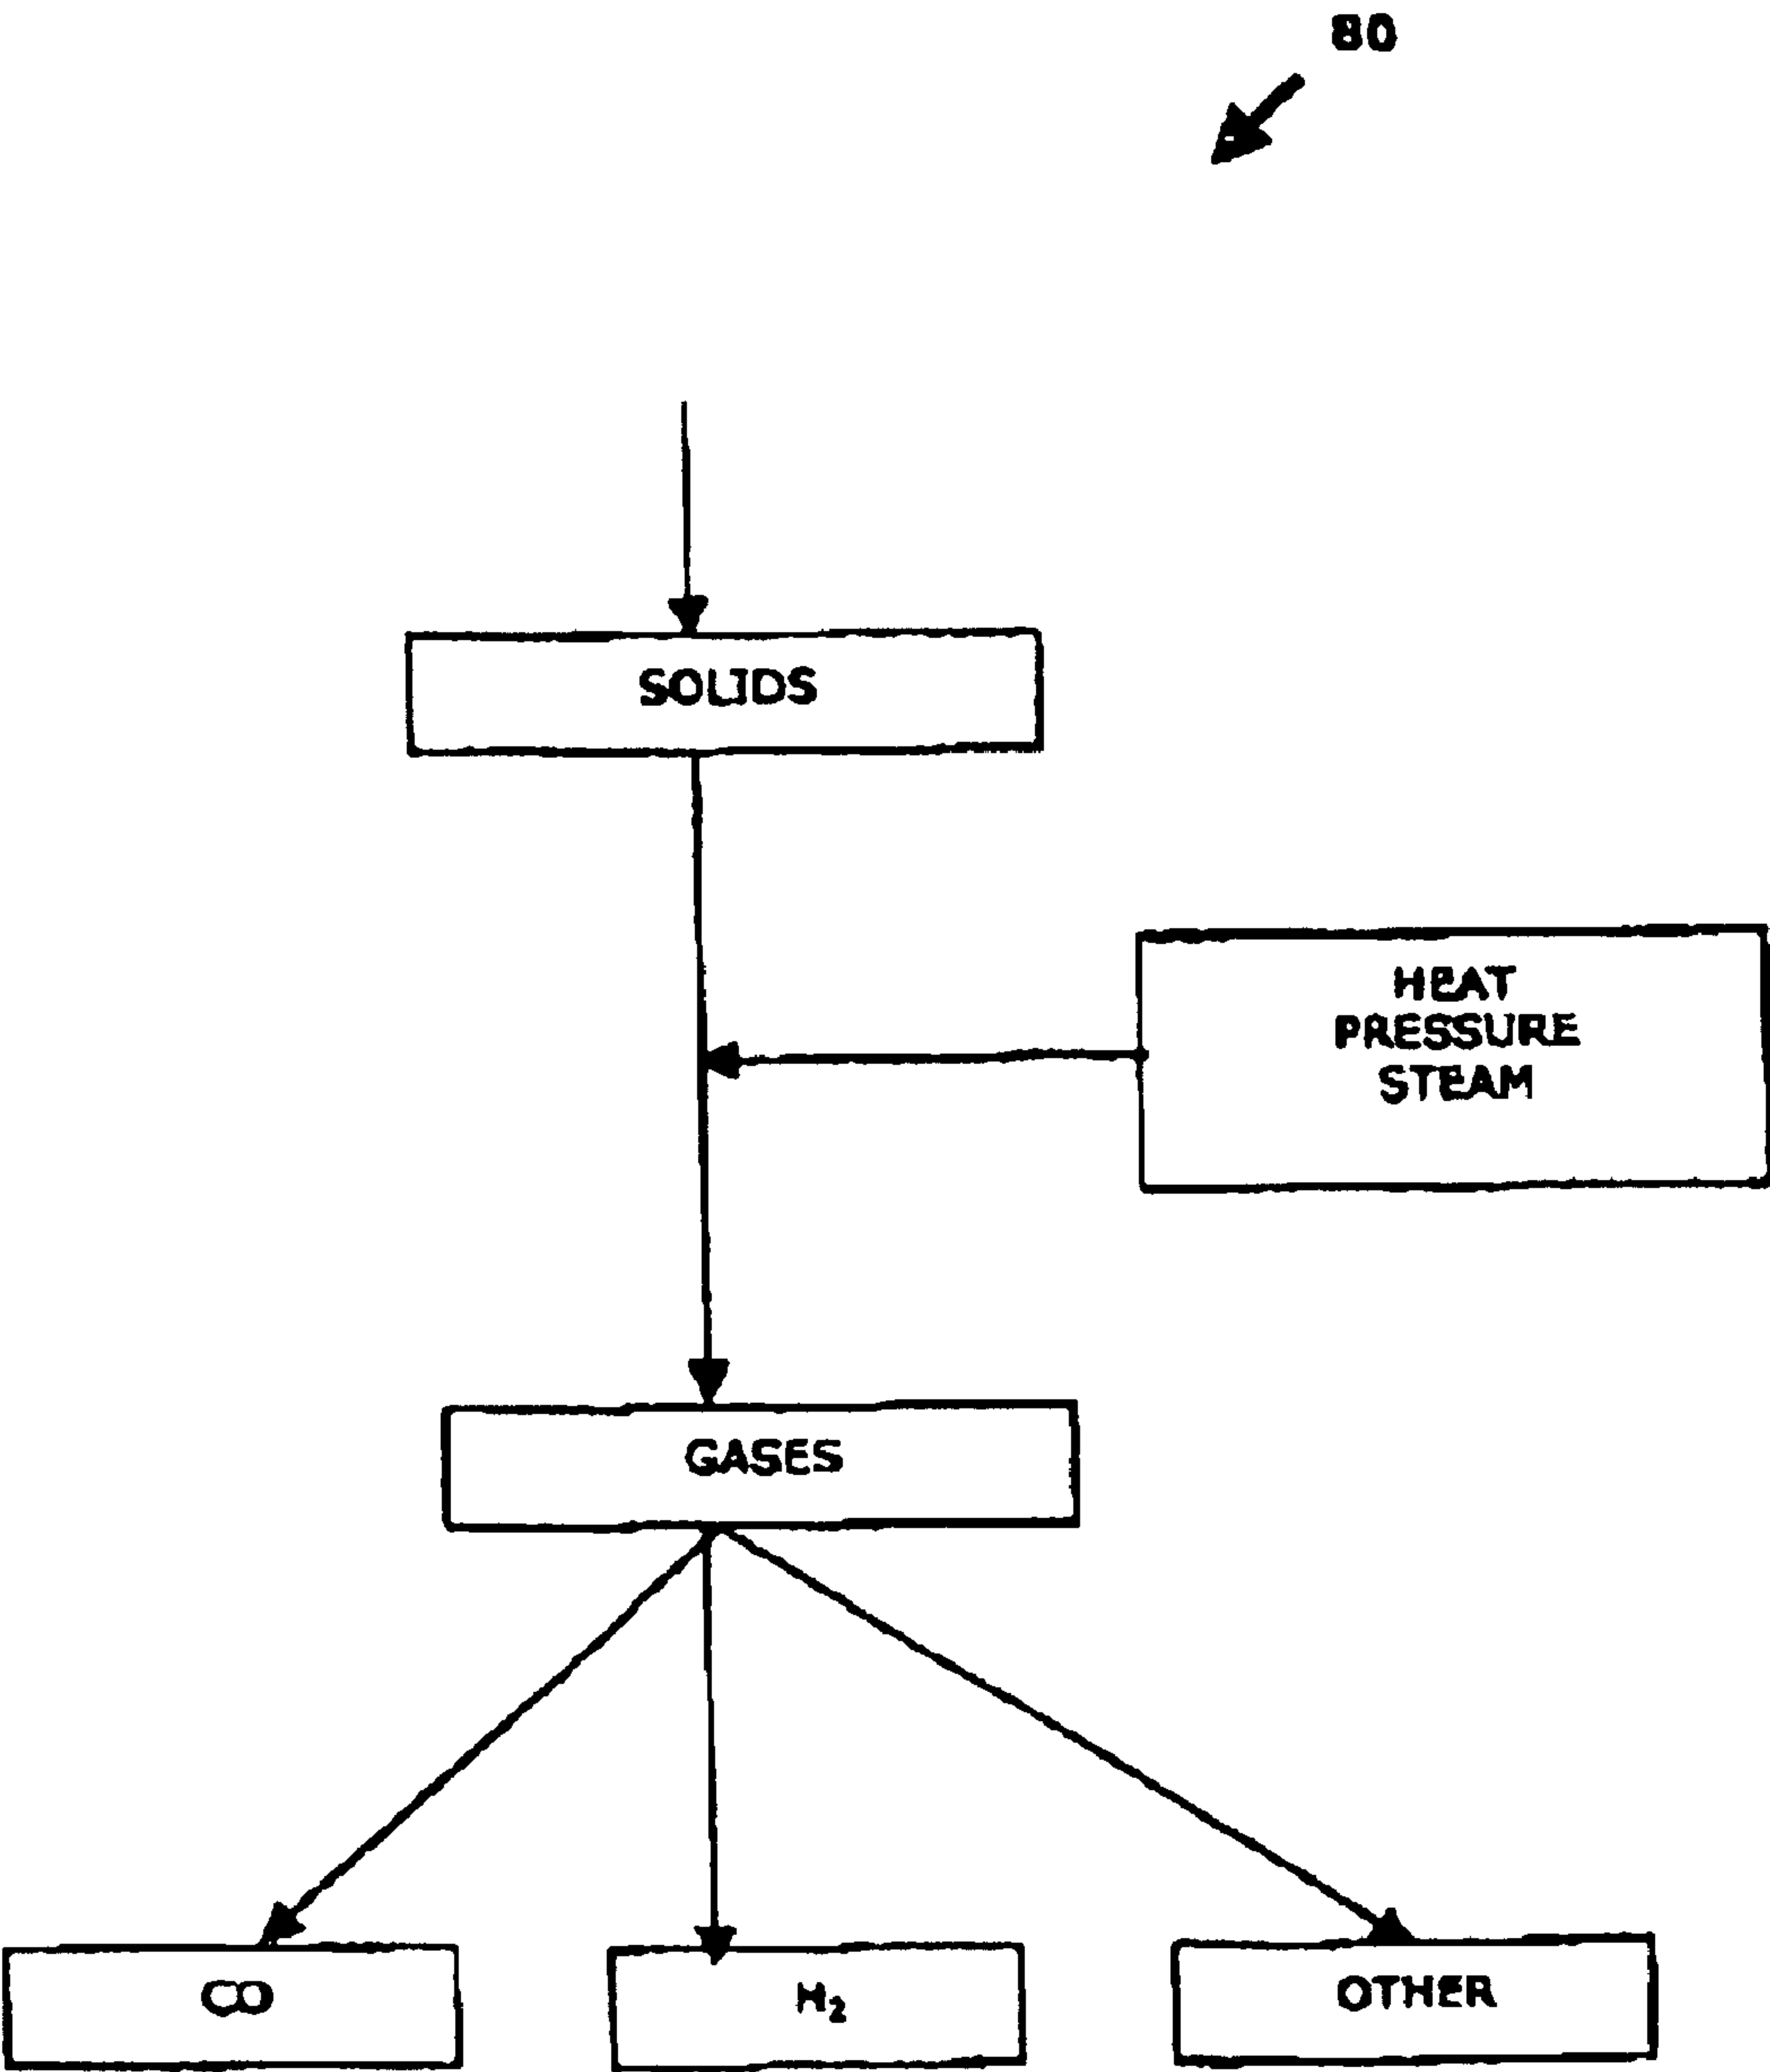 80
SOLIDS
HEAT
PRESSURE
STEAM
GASES
CO
H₂
OTHER